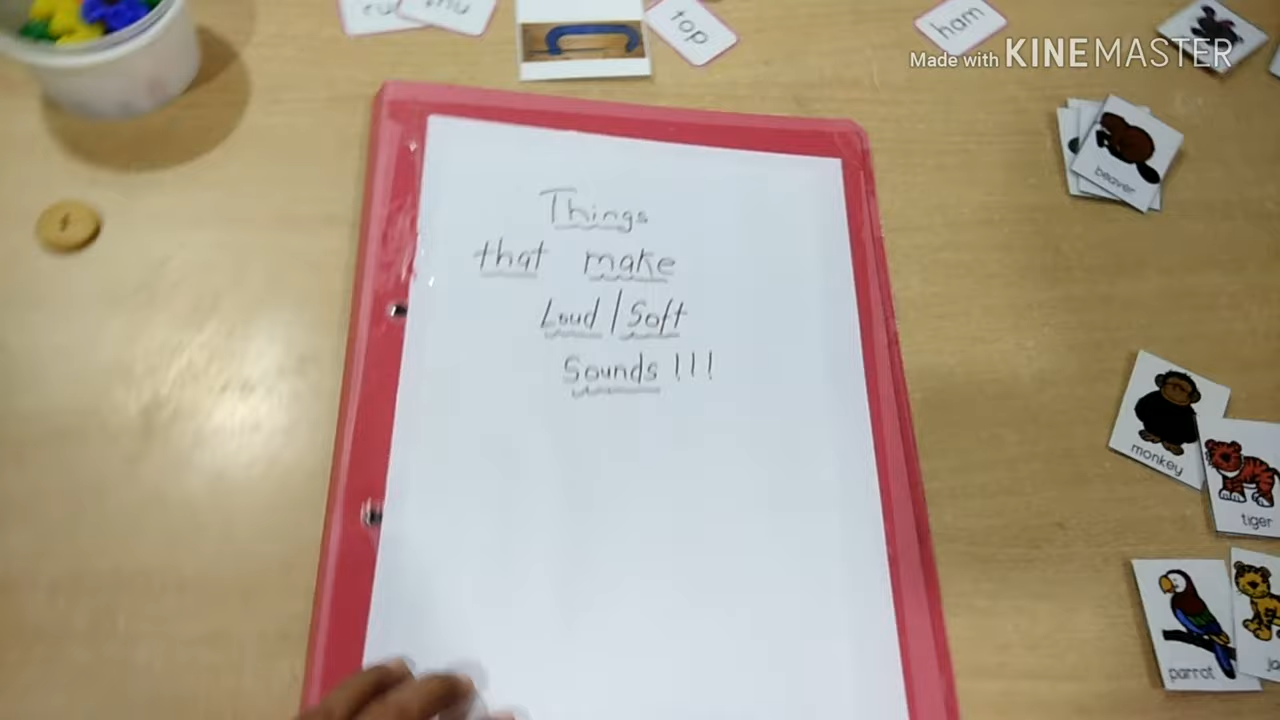 top
ham
Made with KINEMASTER
beaver
Things
that make
Loud / Soft
Sounds !!!
monkey
tiger
parrot